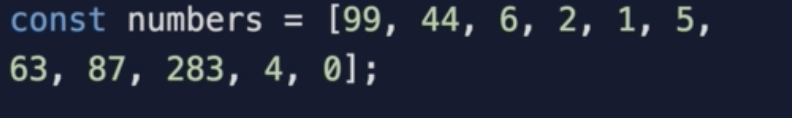 const numbers = [99, 44, 6, 2, 1, 5,
63, 87, 283, 4, 0];